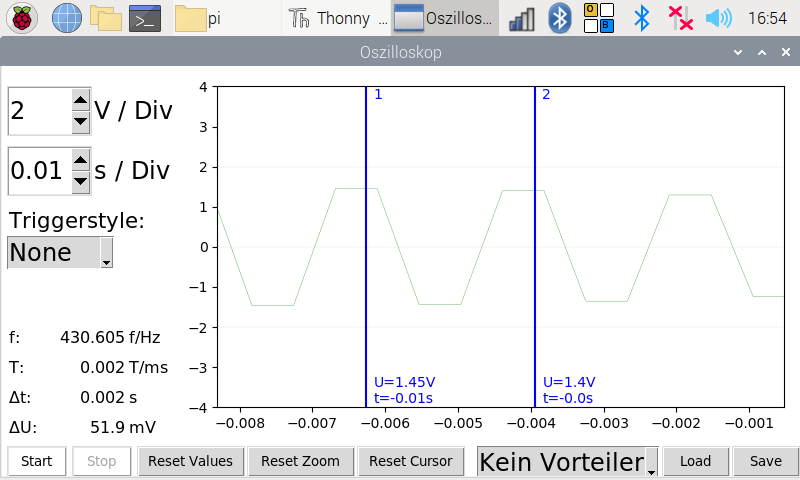 pi
Thonny ...
Oszillos...
16:54
O
B
Oszilloskop
2 V / Div
0.01 s / Div
Triggerstyle:
None
f: 430.605 f/Hz
T: 0.002 T/ms
Δt: 0.002 s
ΔU: 51.9 mV
4
3
2
1
0
−1
−2
−3
−4
1
2
U=1.45V
t=-0.01s
U=1.4V
t=-0.0s
−0.008 −0.007 −0.006 −0.005 −0.004 −0.003 −0.002 −0.001
Start Stop Reset Values Reset Zoom Reset Cursor Kein Vorteiler Load Save